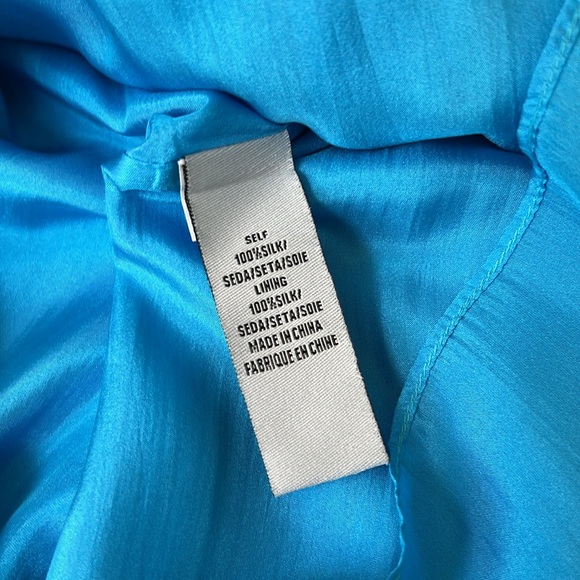 SELF
100%SILK/
SEDA/SETA/SOIE
LINING
100%SILK/
SEDA/SETA/SOIE
MADE IN CHINA
FABRIQUE EN CHINE